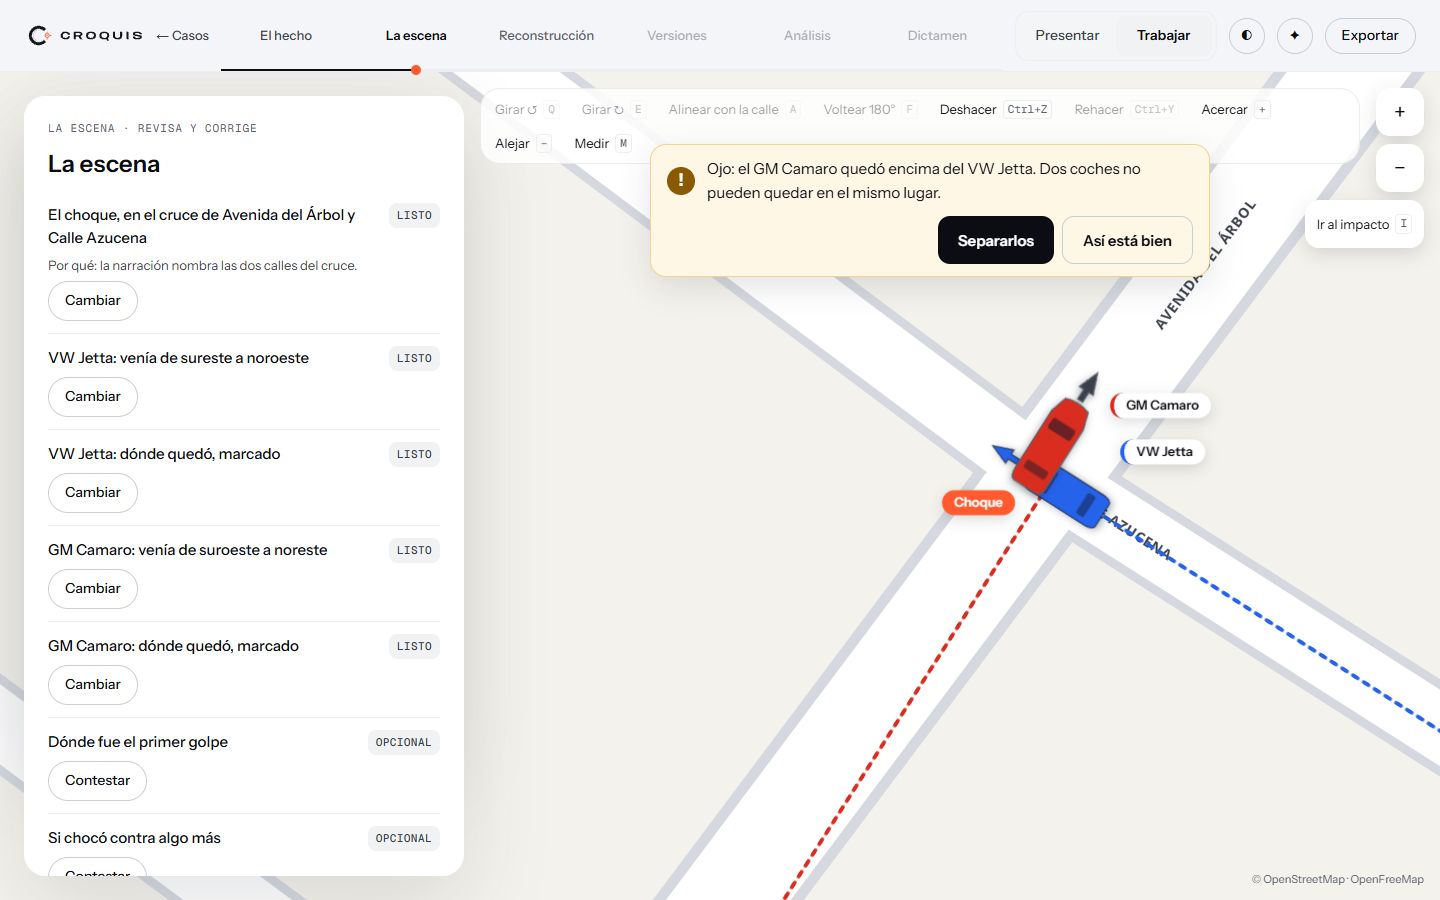 CROQUIS
← Casos
El hecho
La escena
Reconstrucción
Versiones
Análisis
Dictamen
Presentar
Trabajar
Exportar
LA ESCENA · REVISA Y CORRIGE
La escena
El choque, en el cruce de Avenida del Árbol y
Calle Azucena
LISTO
Por qué: la narración nombra las dos calles del cruce.
Cambiar
VW Jetta: venía de sureste a noroeste
LISTO
Cambiar
VW Jetta: dónde quedó, marcado
LISTO
Cambiar
GM Camaro: venía de suroeste a noreste
LISTO
Cambiar
GM Camaro: dónde quedó, marcado
LISTO
Cambiar
Dónde fue el primer golpe
OPCIONAL
Contestar
Si chocó contra algo más
OPCIONAL
Contestar
Girar ↺ Q
Girar ↻ E
Alinear con la calle A
Voltear 180° F
Deshacer Ctrl+Z
Rehacer Ctrl+Y
Acercar +
Alejar −
Medir M
! Ojo: el GM Camaro quedó encima del VW Jetta. Dos coches no
pueden quedar en el mismo lugar.
Separarlos
Así está bien
+
−
Ir al impacto I
AVENIDA DEL ÁRBOL
GM Camaro
VW Jetta
Choque
AZUCENA
© OpenStreetMap · OpenFreeMap